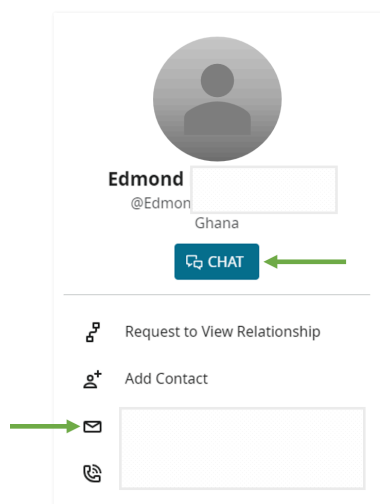 Edmond
@Edmon
Ghana
CHAT
Request to View Relationship
Add Contact